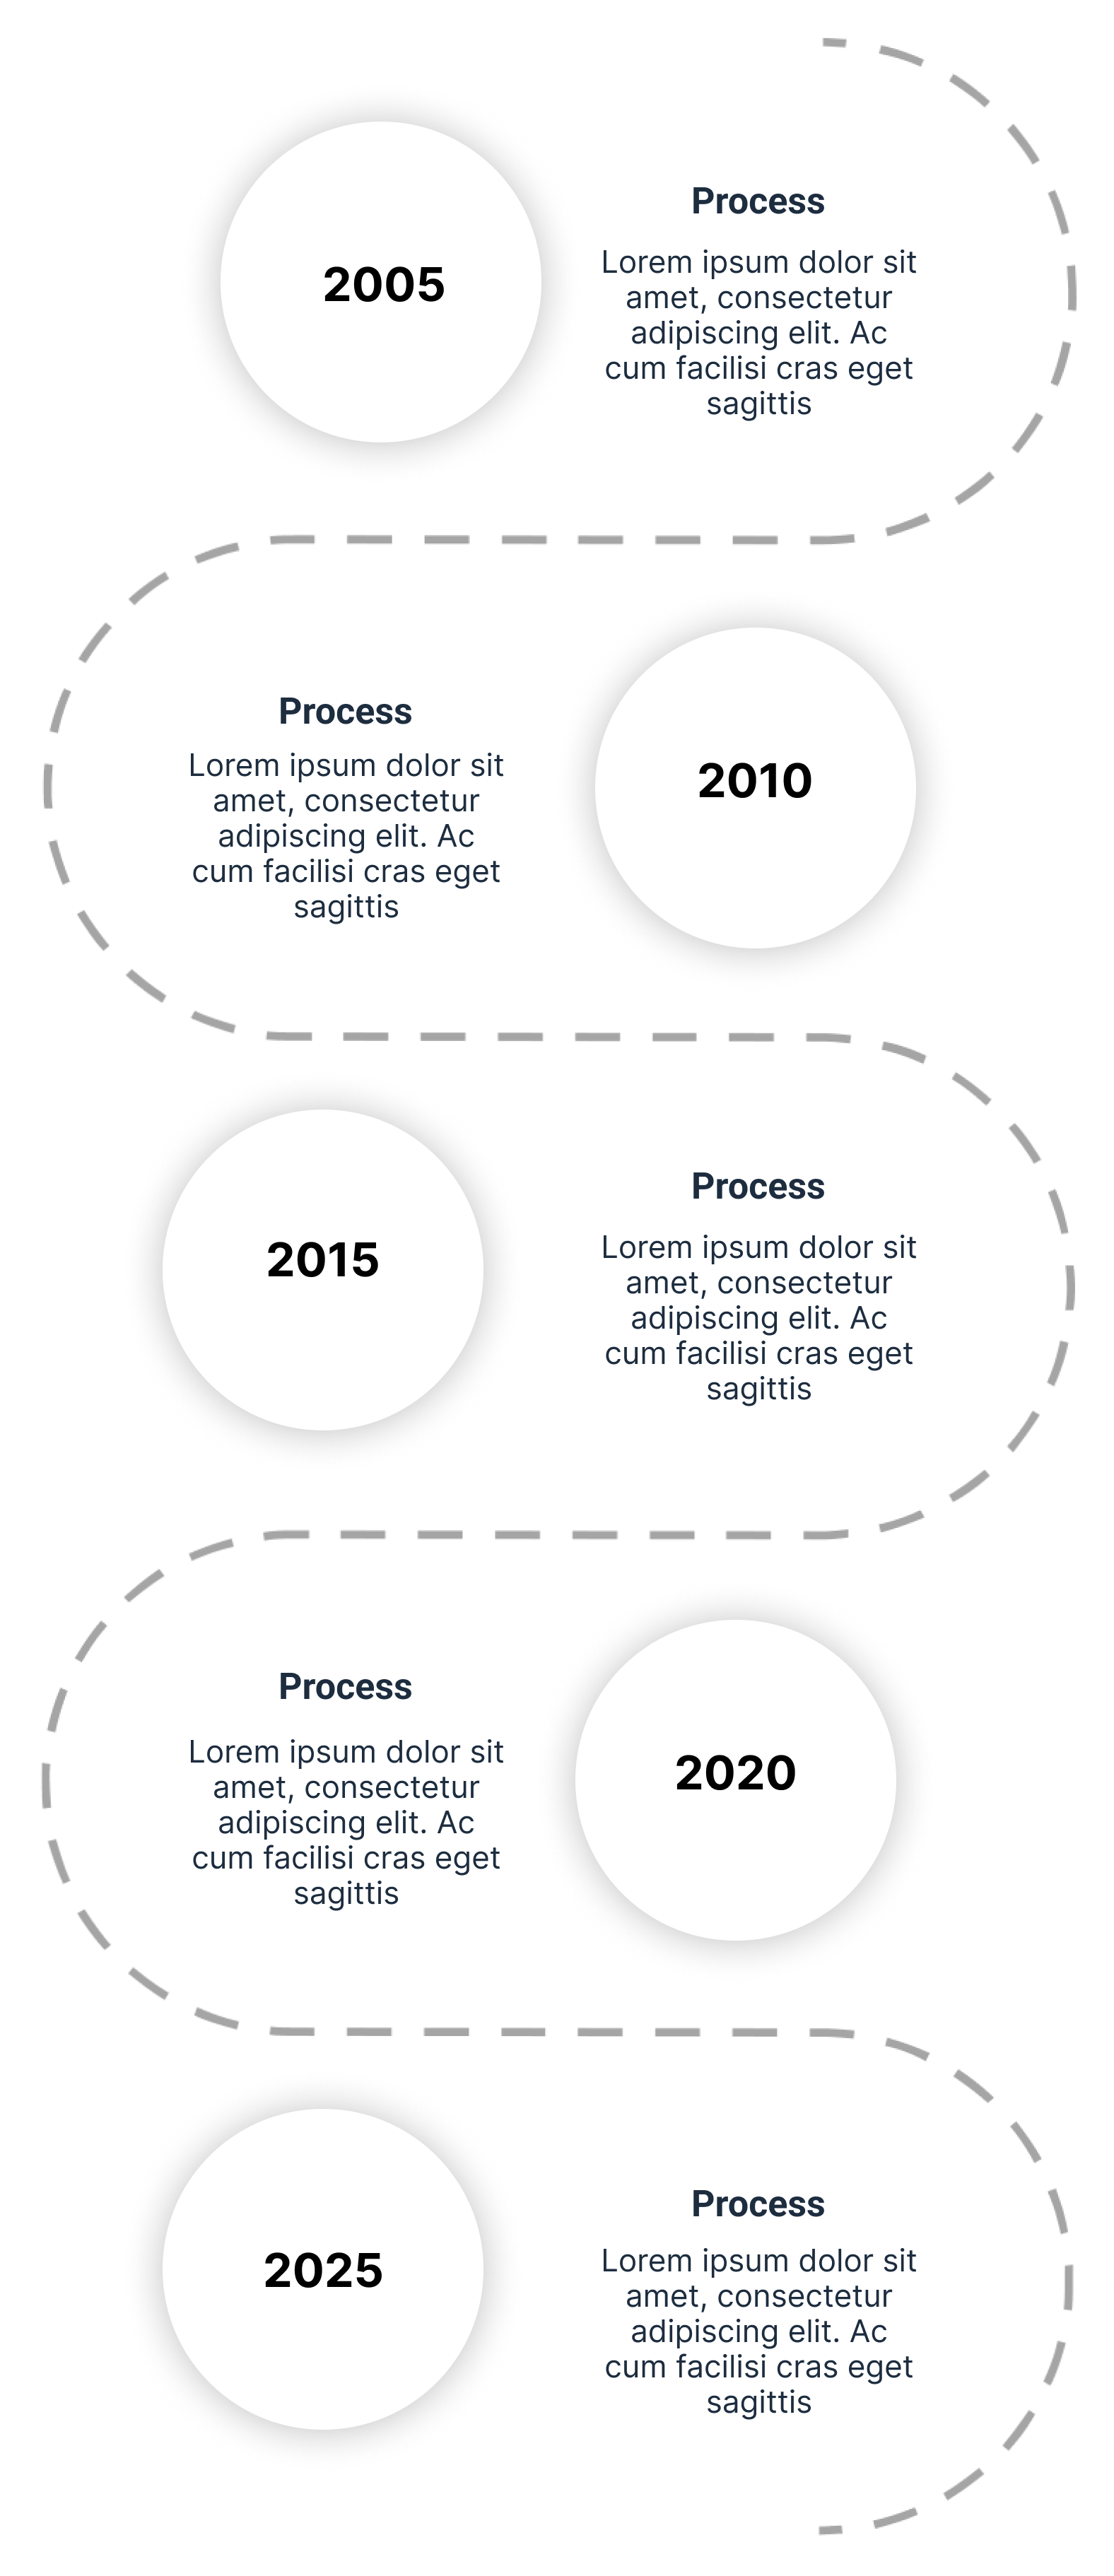 2005
Process
Lorem ipsum dolor sit
amet, consectetur
adipiscing elit. Ac
cum facilisi cras eget
sagittis
Process
Lorem ipsum dolor sit
amet, consectetur
adipiscing elit. Ac
cum facilisi cras eget
sagittis
2010
2015
Process
Lorem ipsum dolor sit
amet, consectetur
adipiscing elit. Ac
cum facilisi cras eget
sagittis
Process
Lorem ipsum dolor sit
amet, consectetur
adipiscing elit. Ac
cum facilisi cras eget
sagittis
2020
2025
Process
Lorem ipsum dolor sit
amet, consectetur
adipiscing elit. Ac
cum facilisi cras eget
sagittis